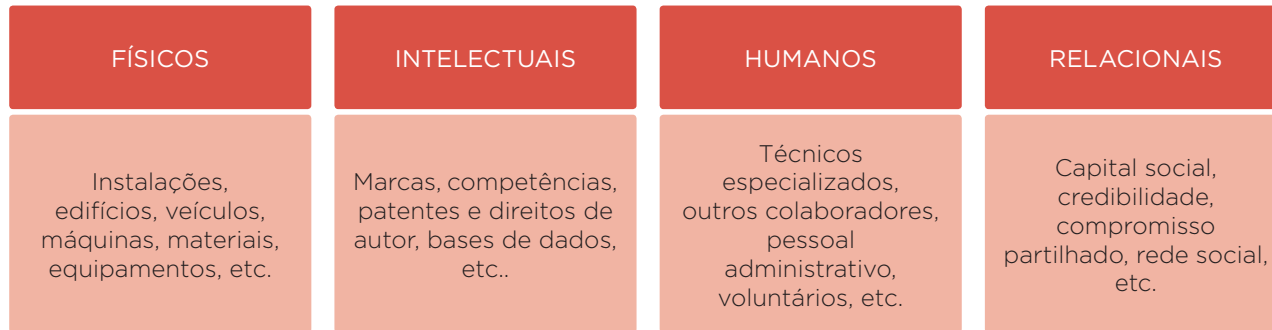 FÍSICOS
Instalações,
edifícios, veículos,
máquinas, materiais,
equipamentos, etc.
INTELECTUAIS
Marcas, competências,
patentes e direitos de
autor, bases de dados,
etc..
HUMANOS
Técnicos
especializados,
outros colaboradores,
pessoal
administrativo,
voluntários, etc.
RELACIONAIS
Capital social,
credibilidade,
compromisso
partilhado, rede social,
etc.